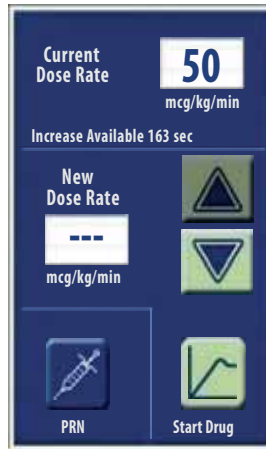 Current
Dose Rate
50
mcg/kg/min
Increase Available 163 sec
New
Dose Rate
---
mcg/kg/min
PRN
Start Drug